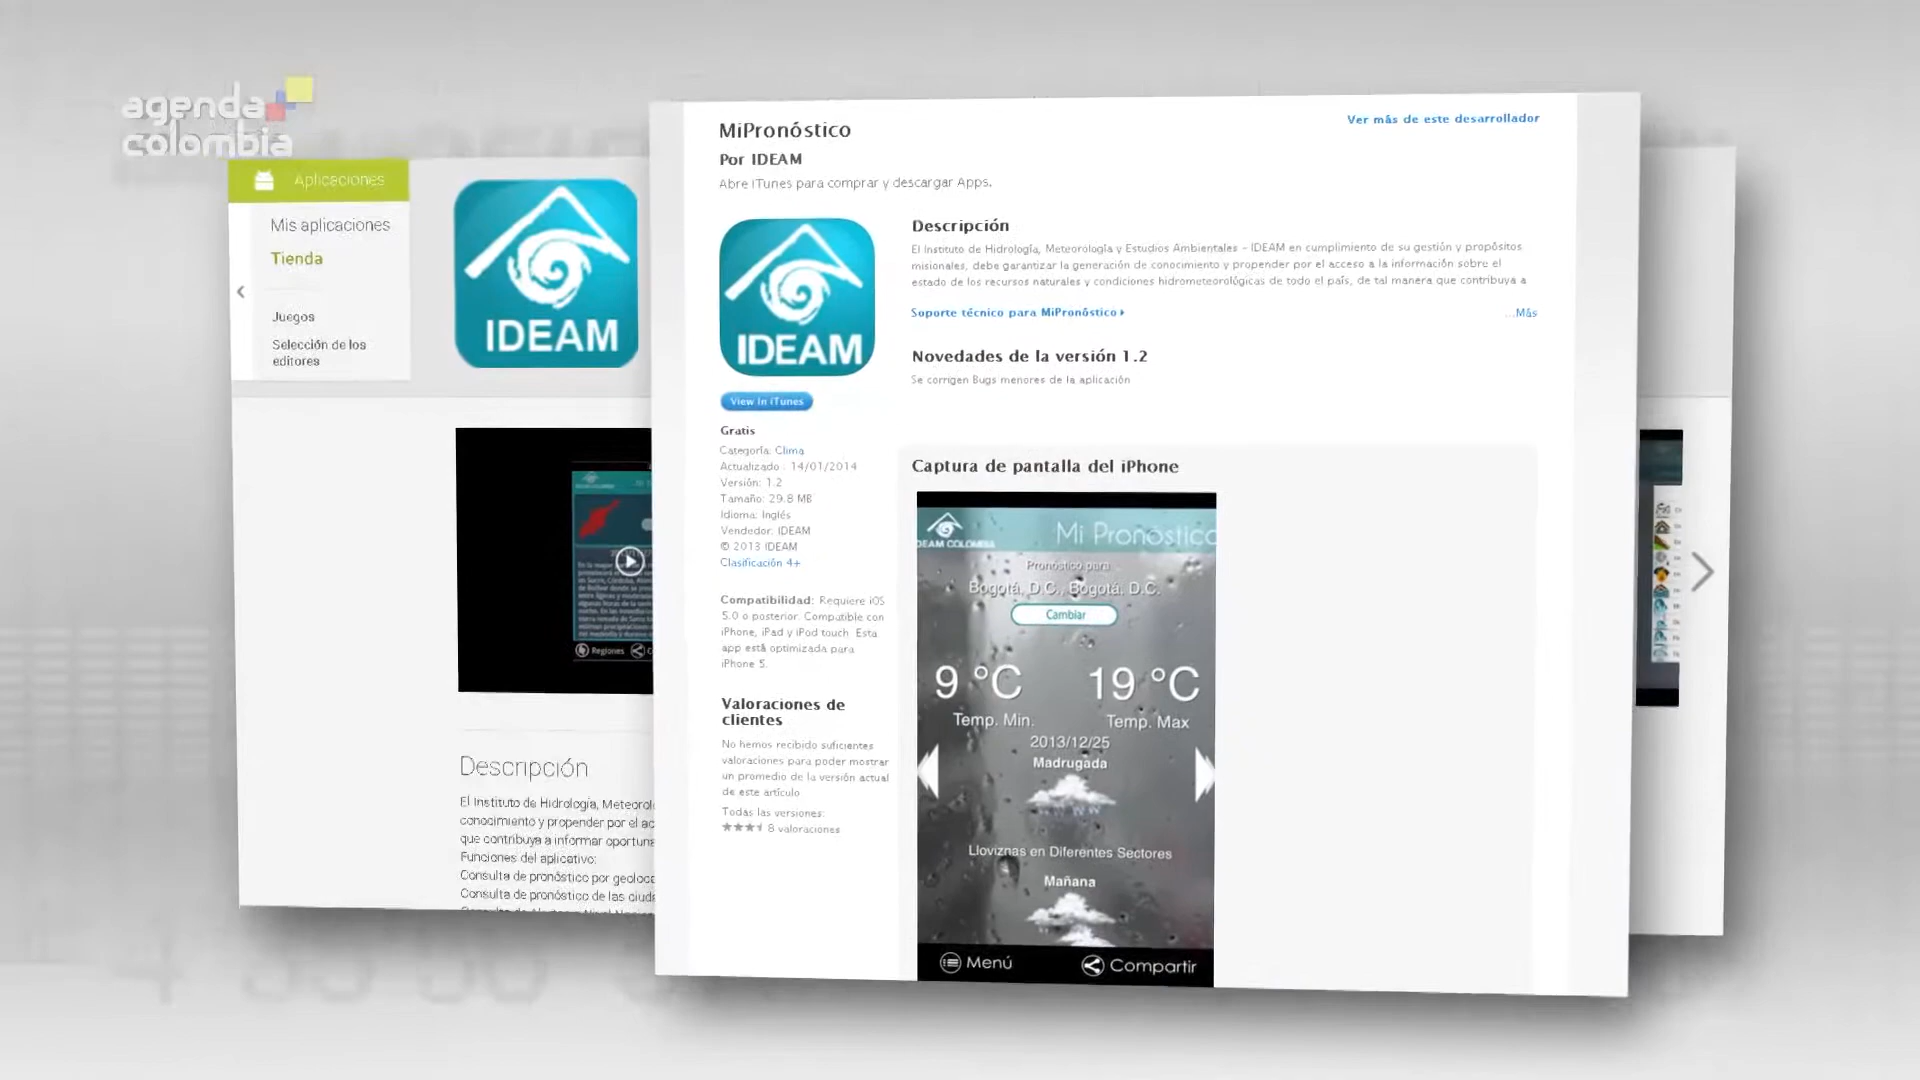 agenda
colombia
Aplicaciones
Mis aplicaciones
Tienda
Juegos
Selección de los
editores
IDEAM
Regiones
Descripción
El Instituto de Hidrología, Meteorol
conocimiento y propender por el ac
que contribuya a informar oportuna
Funciones del aplicativo:
Consulta de pronóstico por geoloca
Consulta de pronóstico de las ciuda
MiPronóstico
Ver más de este desarrollador
Por IDEAM
Abre iTunes para comprar y descargar Apps.
IDEAM
View In iTunes
Gratis
Categoría: Clima
Actualizado : 14/01/2014
Versión: 1.2
Tamaño: 29.8 MB
Idioma: Inglés
Vendedor: IDEAM
© 2013 IDEAM
Clasificación 4+
Compatibilidad: Requiere iOS
5.0 o posterior. Compatible con
iPhone, iPad y iPod touch. Esta
app está optimizada para
iPhone 5.
Valoraciones de
clientes
No hemos recibido suficientes
valoraciones para poder mostrar
un promedio de la versión actual
de este artículo.
Todas las versiones:
8 valoraciones
Descripción
El Instituto de Hidrología, Meteorología y Estudios Ambientales - IDEAM en cumplimiento de su gestión y propósitos
misionales, debe garantizar la generación de conocimiento y propender por el acceso a la información sobre el
estado de los recursos naturales y condiciones hidrometeorológicas de todo el país, de tal manera que contribuya a
Soporte técnico para MiPronóstico
...Más
Novedades de la versión 1.2
Se corrigen Bugs menores de la aplicación
Captura de pantalla del iPhone
IDEAM COLOMBIA
Mi Pronóstico
Pronóstico para
Bogotá, D.C., Bogotá, D.C.
Cambiar
9 °C
19 °C
Temp. Min.
Temp. Max
2013/12/25
Madrugada
Lloviznas en Diferentes Sectores
Mañana
Menú
Compartir